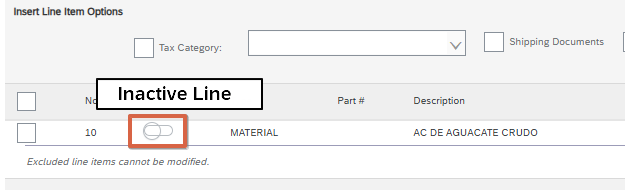 Insert Line Item Options
Tax Category:
Shipping Documents
Inactive Line
Part #
Description
10
MATERIAL
AC DE AGUACATE CRUDO
Excluded line items cannot be modified.